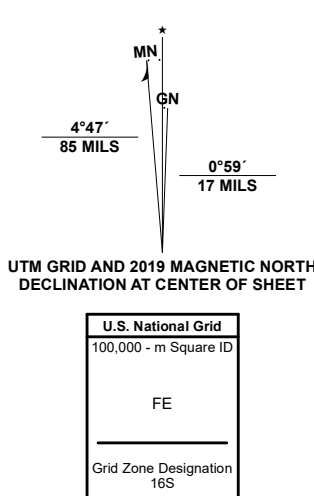 MN
GN
4°47´
85 MILS
0°59´
17 MILS
UTM GRID AND 2019 MAGNETIC NORTH
DECLINATION AT CENTER OF SHEET
U.S. National Grid
100,000 - m Square ID
FE
Grid Zone Designation
16S